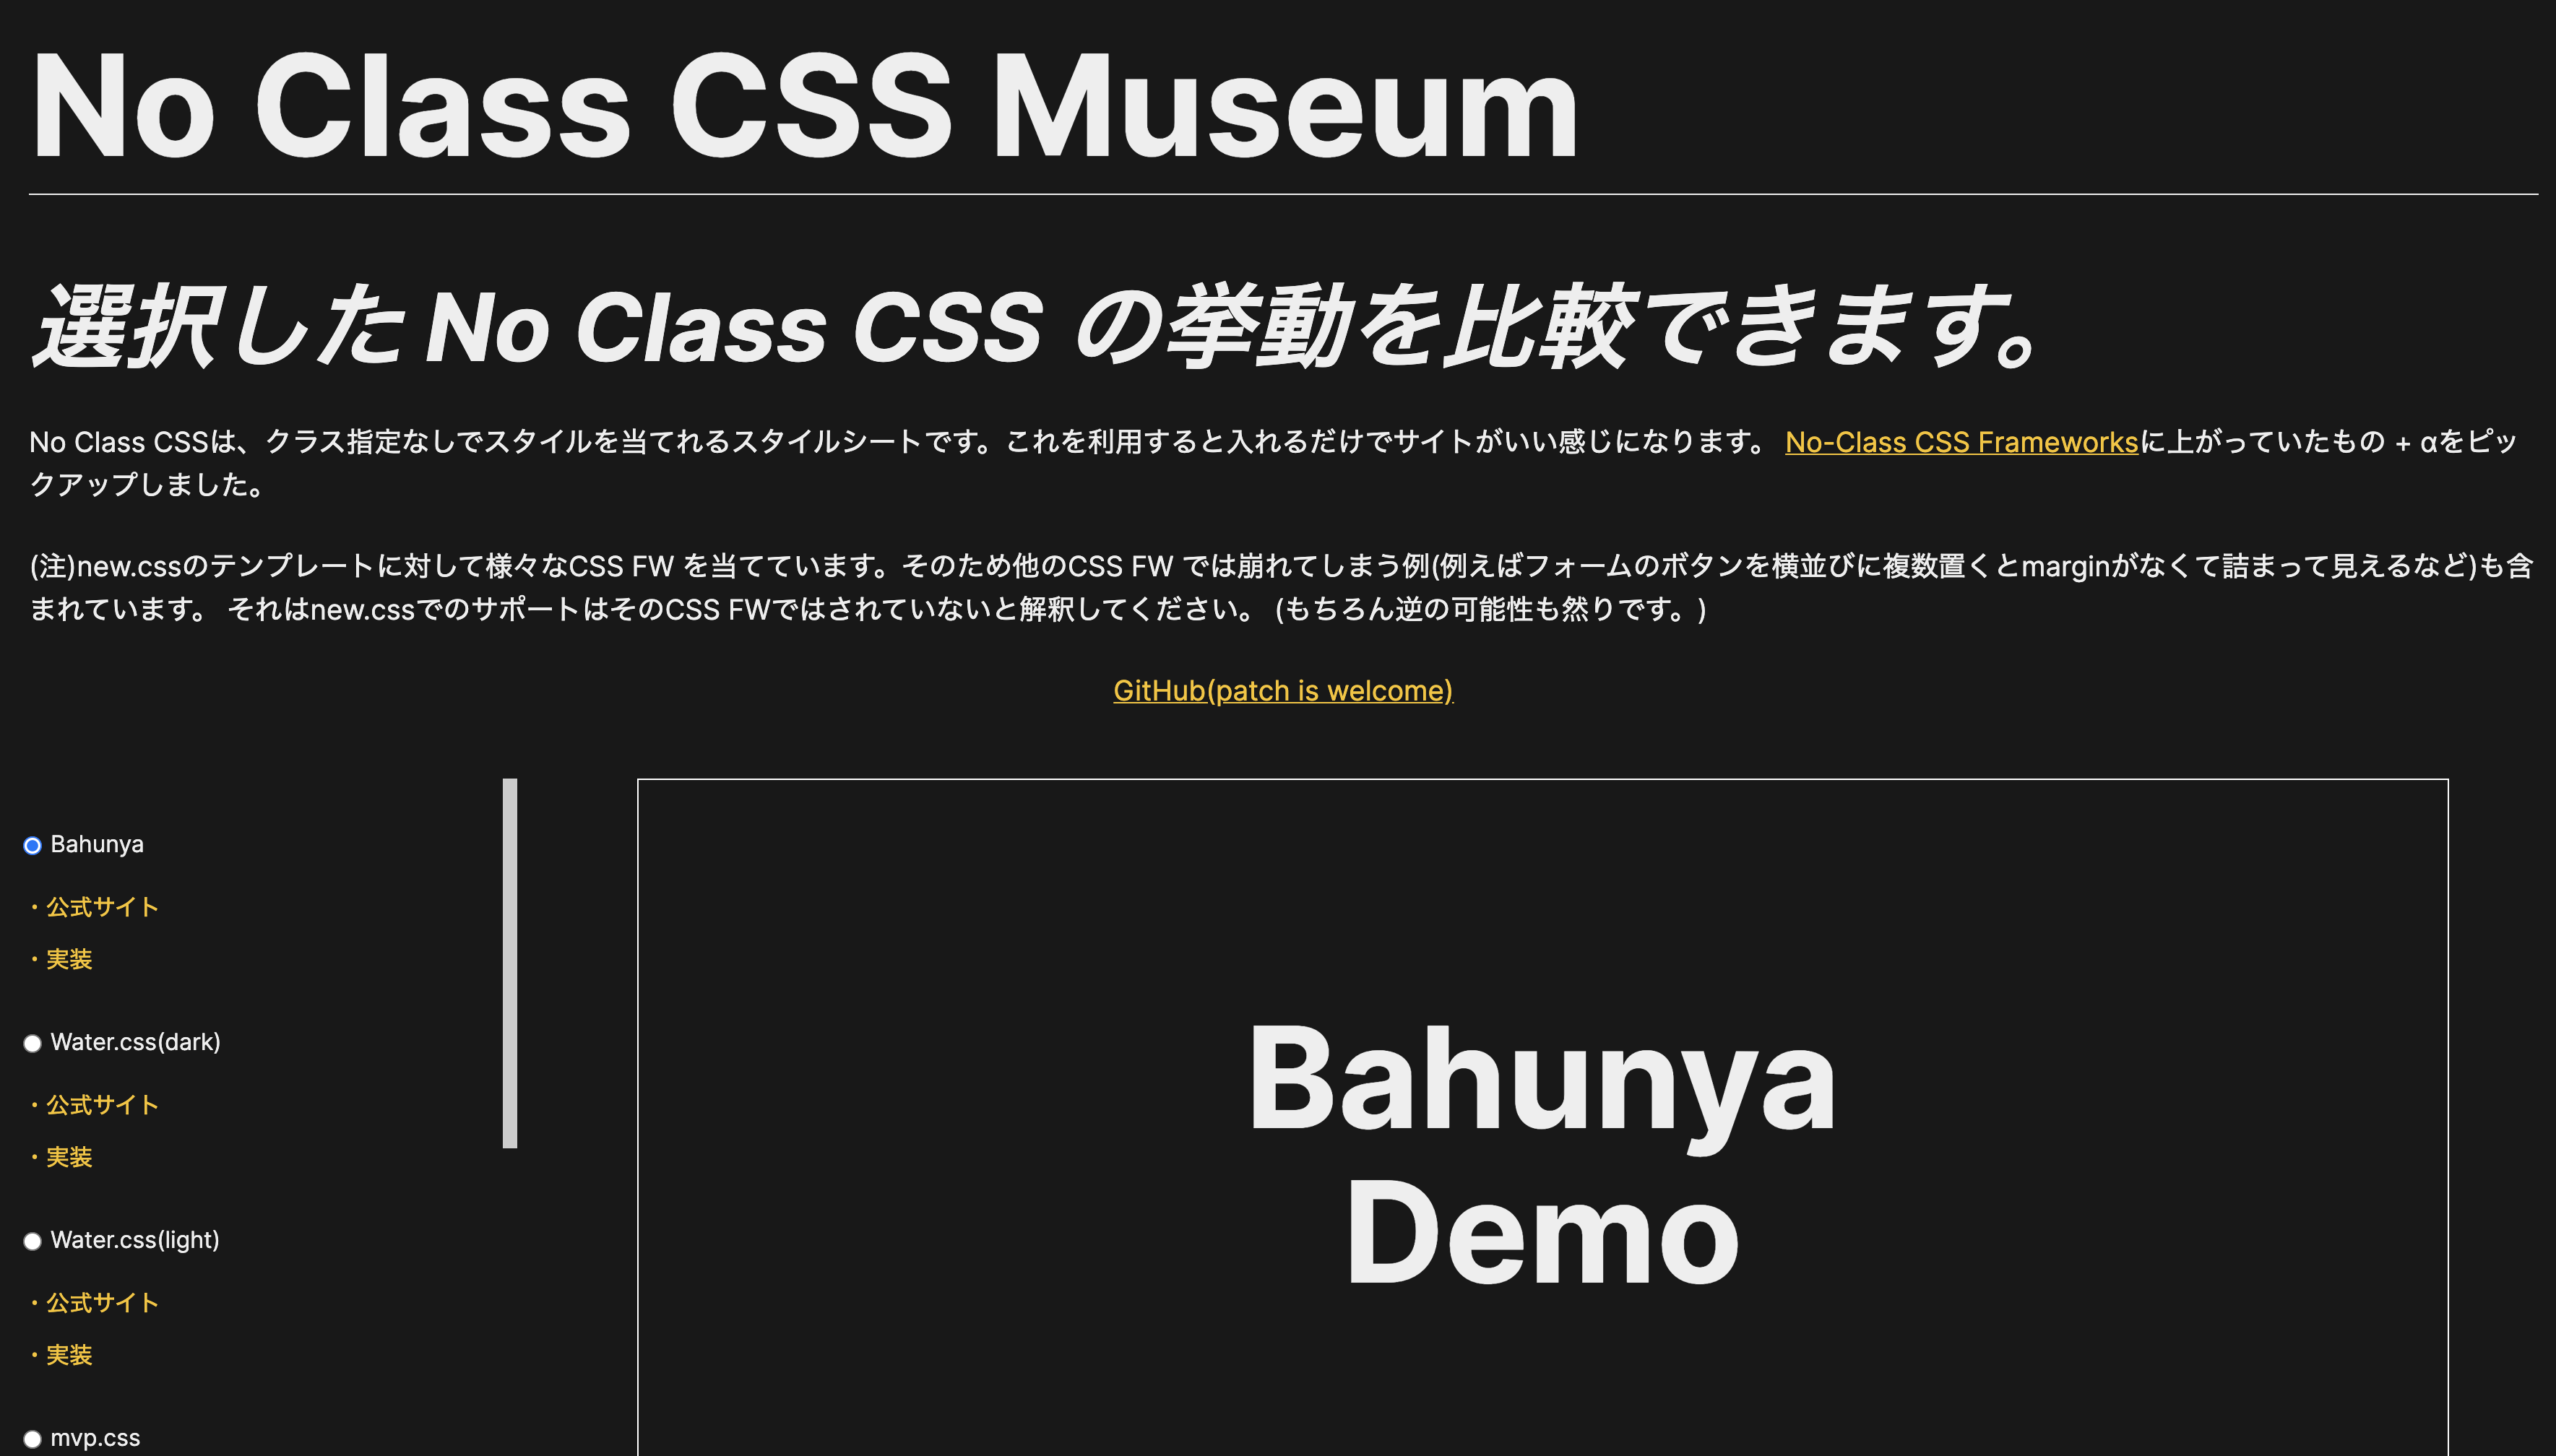 No Class CSS Museum
選択した No Class CSS の挙動を比較できます。
No Class CSSは、クラス指定なしでスタイルを当てれるスタイルシートです。これを利用すると入れるだけでサイトがいい感じになります。 No-Class CSS Frameworksに上がっていたもの + αをピッ
クアップしました。
(注)new.cssのテンプレートに対して様々なCSS FW を当てています。そのため他のCSS FW では崩れてしまう例(例えばフォームのボタンを横並びに複数置くとmarginがなくて詰まって見えるなど)も含
まれています。 それはnew.cssでのサポートはそのCSS FWではされていないと解釈してください。 (もちろん逆の可能性も然りです。)
GitHub(patch is welcome)
Bahunya
・公式サイト
・実装
Water.css(dark)
・公式サイト
・実装
Water.css(light)
・公式サイト
・実装
mvp.css
Bahunya
Demo